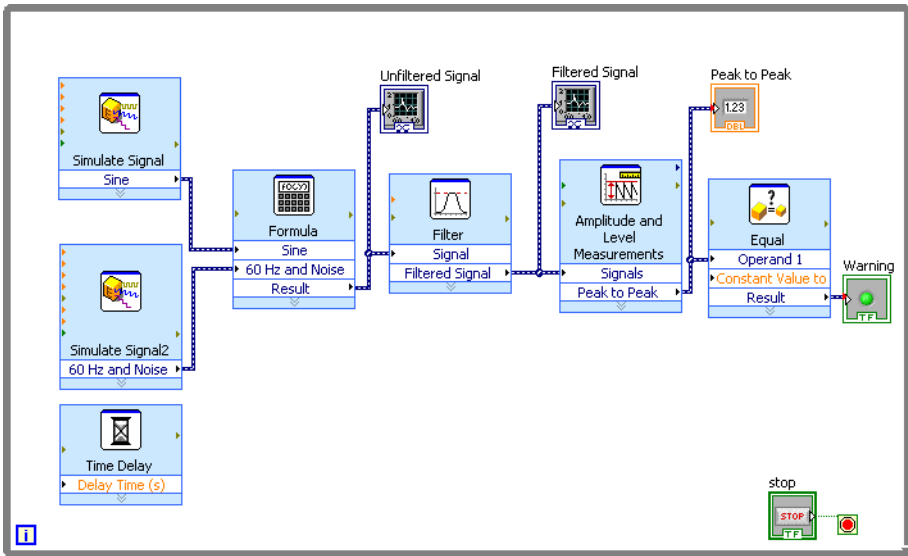 Simulate Signal
Sine
Simulate Signal2
60 Hz and Noise
Time Delay
Delay Time (s)
i
f(x,y)
Formula
Sine
60 Hz and Noise
Result
Unfiltered Signal
Filter
Signal
Filtered Signal
Filtered Signal
Amplitude and
Level
Measurements
Signals
Peak to Peak
Peak to Peak
1.23
DBL
?
=
Equal
Operand 1
Constant Value to
Result
Warning
TF
stop
STOP
TF